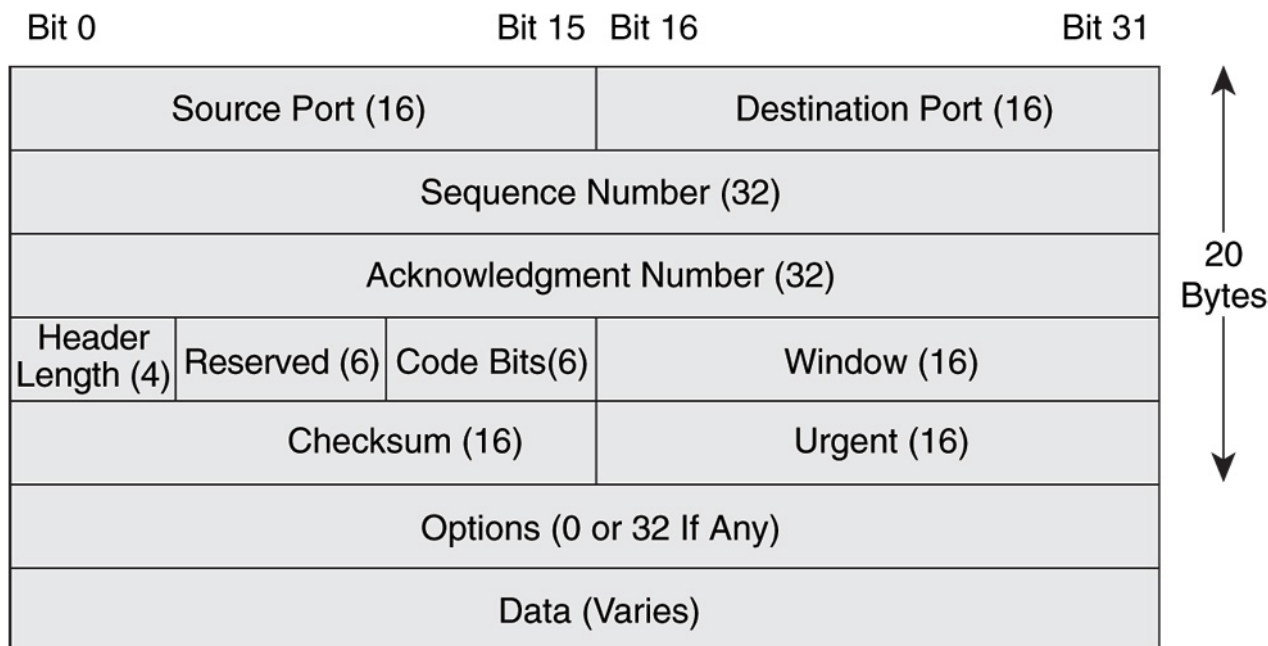 Bit 0 Bit 15 Bit 16 Bit 31
Source Port (16) Destination Port (16)
Sequence Number (32)
Acknowledgment Number (32)
20
Bytes
Header
Length (4) Reserved (6) Code Bits(6) Window (16)
Checksum (16) Urgent (16)
Options (0 or 32 If Any)
Data (Varies)